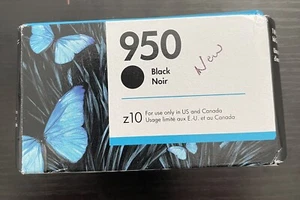 950
New
Black
Noir
z10
For use only in US and Canada
Usage limité aux É.-U. et au Canada